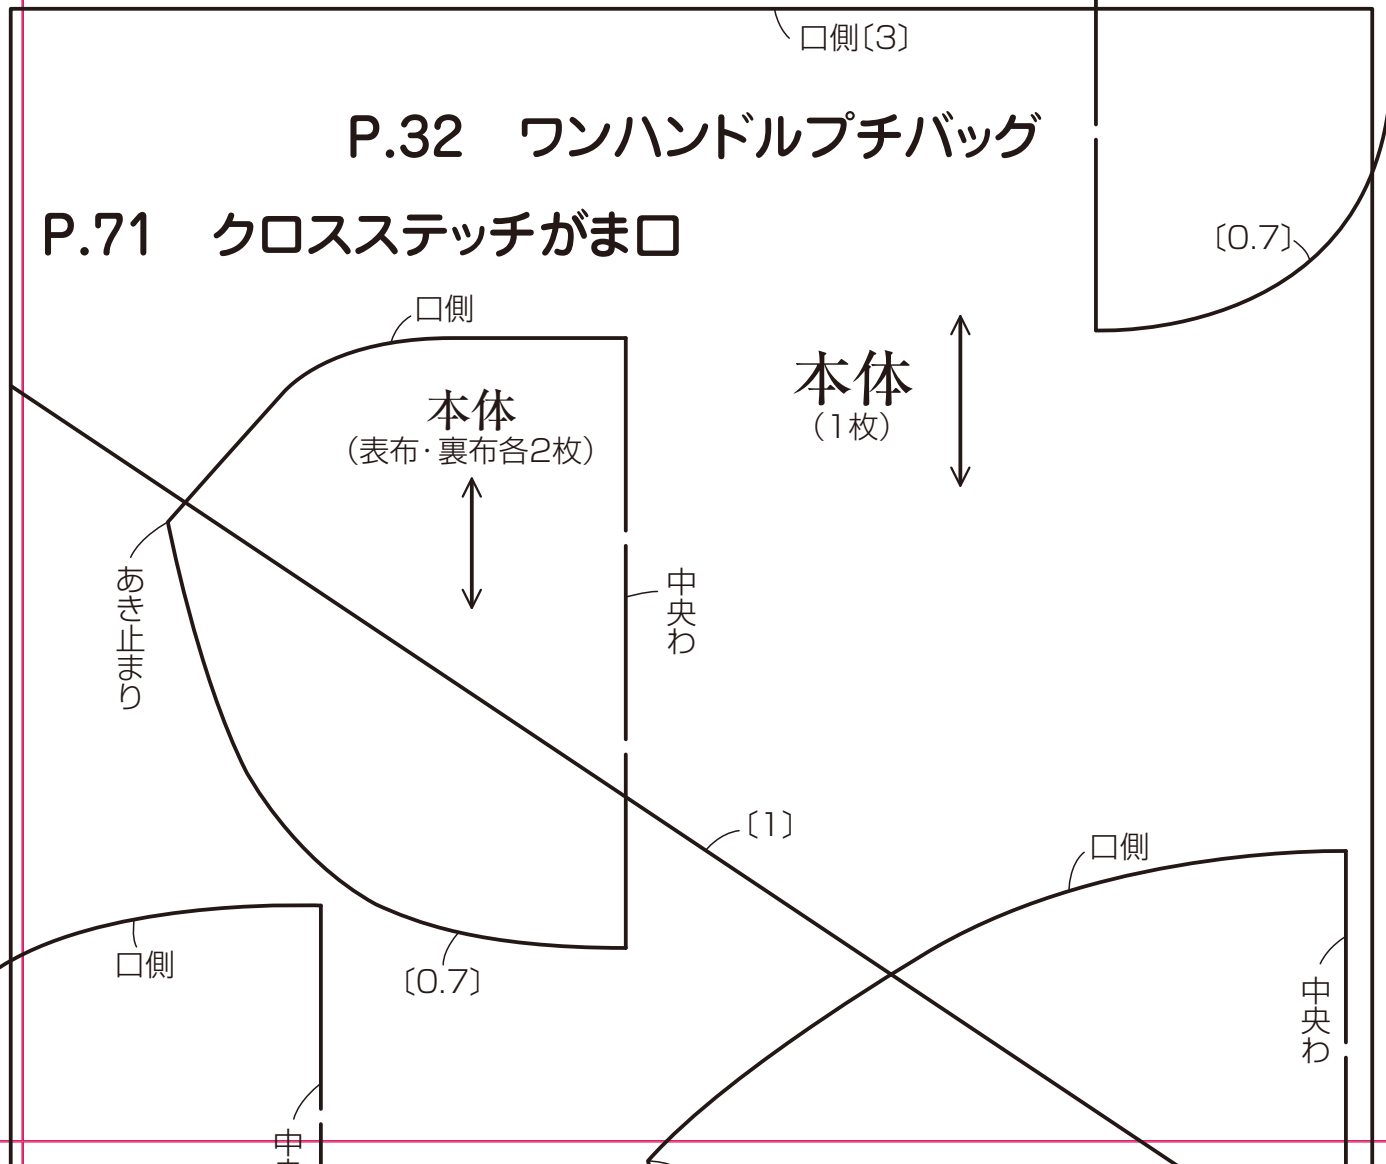 口側〔3〕
P.32　ワンハンドルプチバッグ
P.71　クロスステッチがま口
〔0.7〕
口側
本体
（1枚）
本体
（表布・裏布各2枚）
あき止まり
中央わ
〔1〕
口側
口側
〔0.7〕
中央わ
中